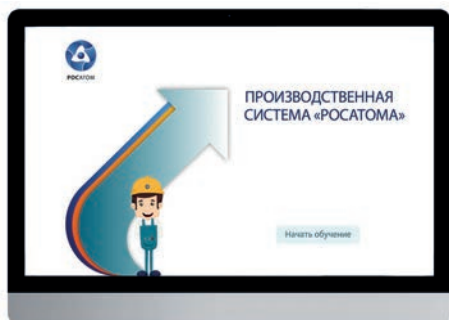 РОСАТОМ
ПРОИЗВОДСТВЕННАЯ
СИСТЕМА «РОСАТОМА»
Начать обучение